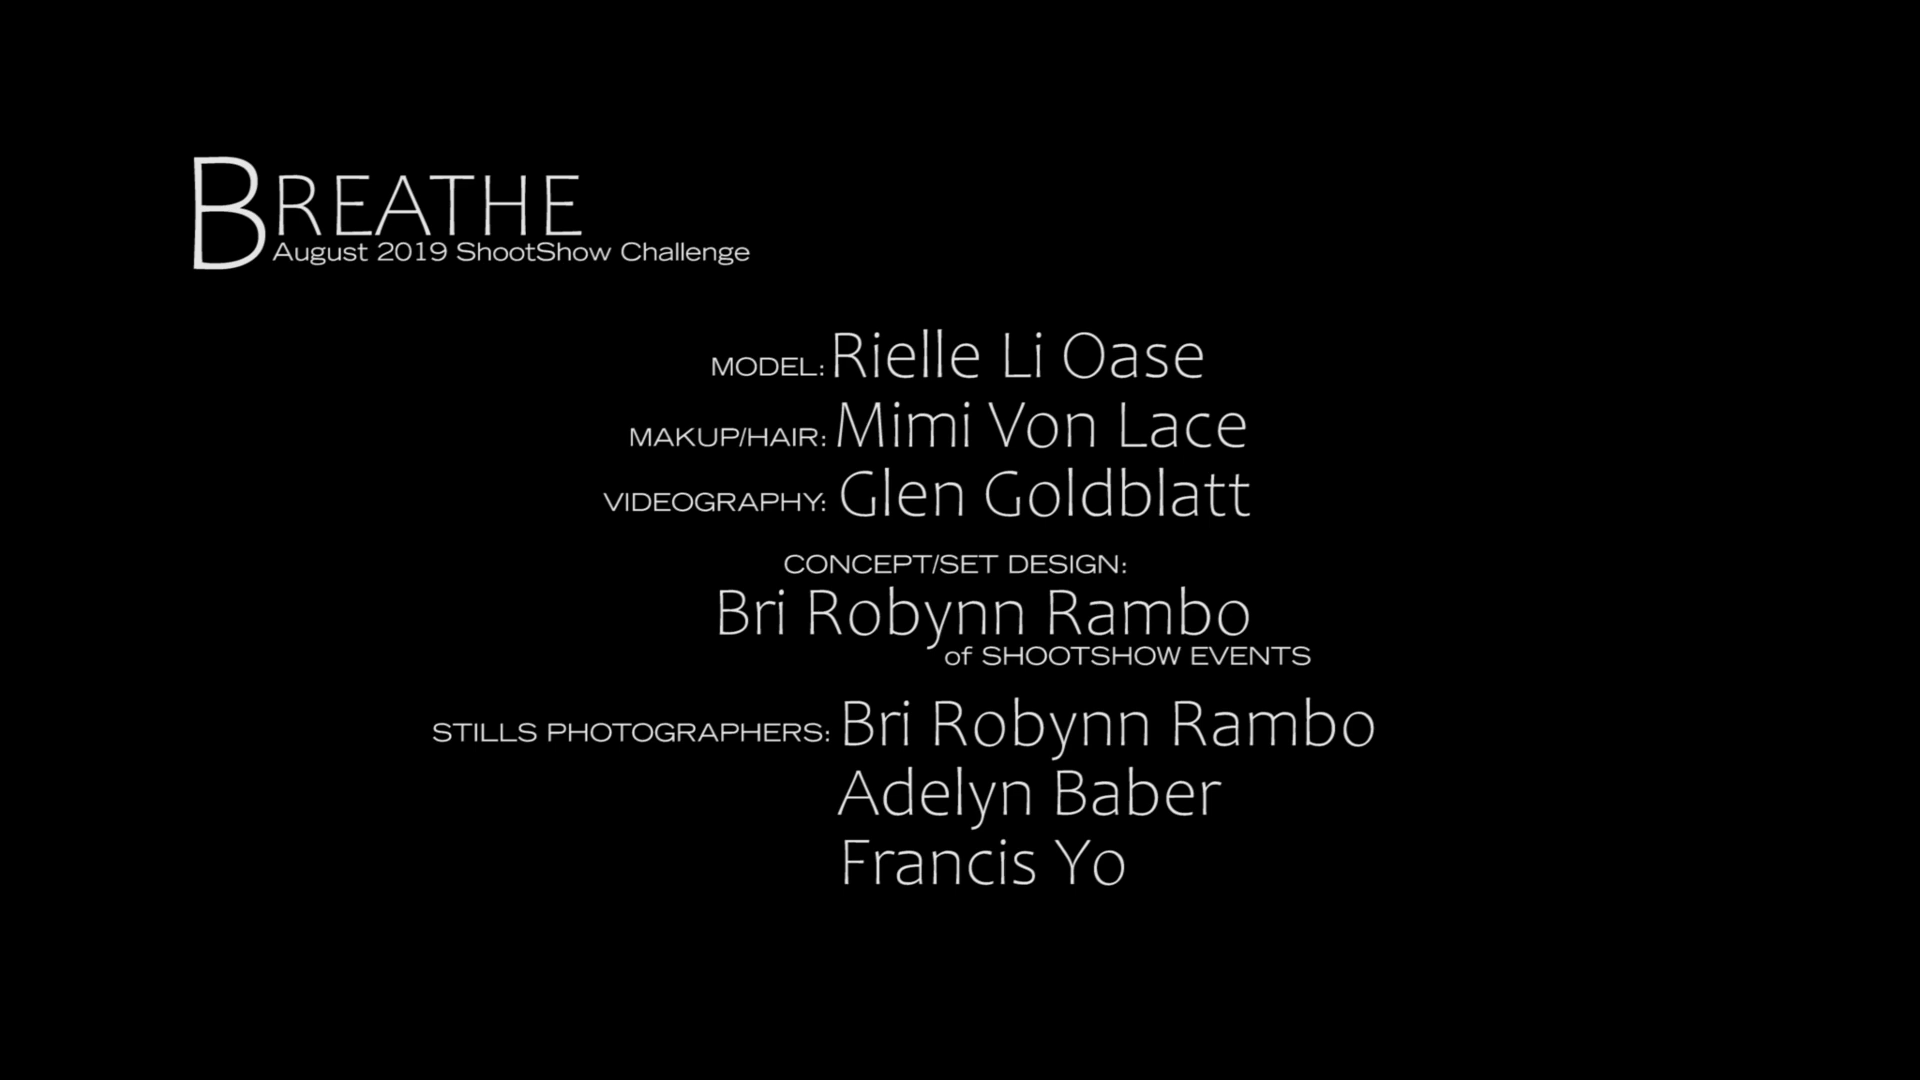 BREATHE
August 2019 ShootShow Challenge
MODEL: Rielle Li Oase
MAKUP/HAIR: Mimi Von Lace
VIDEOGRAPHY: Glen Goldblatt
CONCEPT/SET DESIGN:
Bri Robynn Rambo
of SHOOTSHOW EVENTS
STILLS PHOTOGRAPHERS: Bri Robynn Rambo
Adelyn Baber
Francis Yo